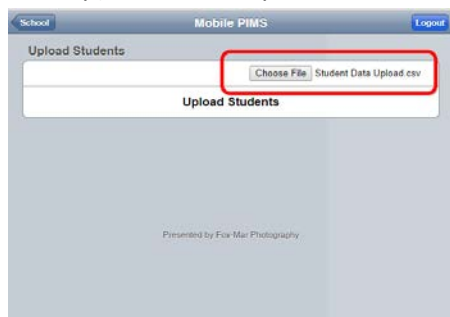 School Mobile PIMS Logout
Upload Students
Choose File Student Data Upload.csv
Upload Students
Presented by Fox-Mar Photography